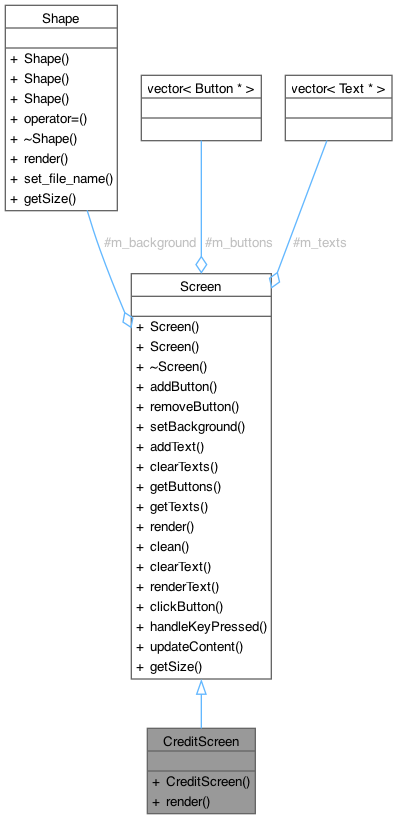 Shape
+ Shape()
+ Shape()
+ Shape()
+ operator=()
+ ~Shape()
+ render()
+ set_file_name()
+ getSize()
vector< Button * >
vector< Text * >
#m_background
#m_buttons
#m_texts
Screen
+ Screen()
+ Screen()
+ ~Screen()
+ addButton()
+ removeButton()
+ setBackground()
+ addText()
+ clearTexts()
+ getButtons()
+ getTexts()
+ render()
+ clean()
+ clearText()
+ renderText()
+ clickButton()
+ handleKeyPressed()
+ updateContent()
+ getSize()
CreditScreen
+ CreditScreen()
+ render()